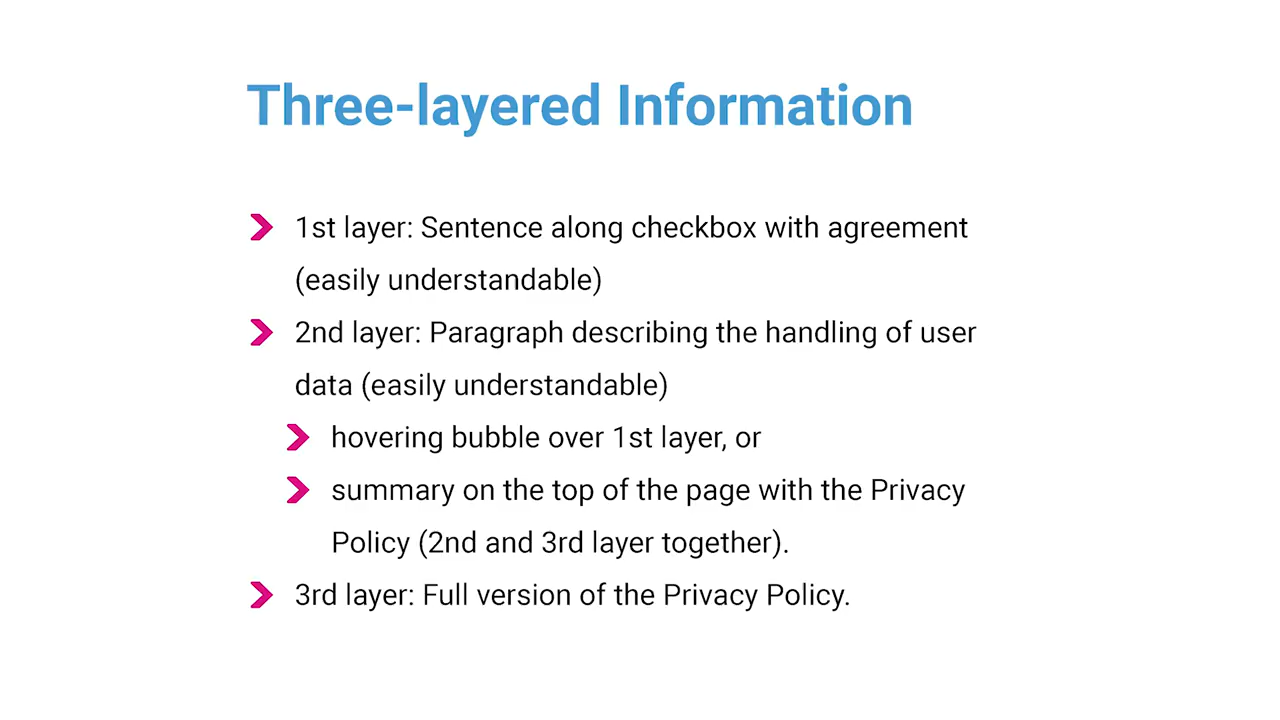 Three-layered Information
1st layer: Sentence along checkbox with agreement
(easily understandable)
2nd layer: Paragraph describing the handling of user
data (easily understandable)
hovering bubble over 1st layer, or
summary on the top of the page with the Privacy
Policy (2nd and 3rd layer together).
3rd layer: Full version of the Privacy Policy.